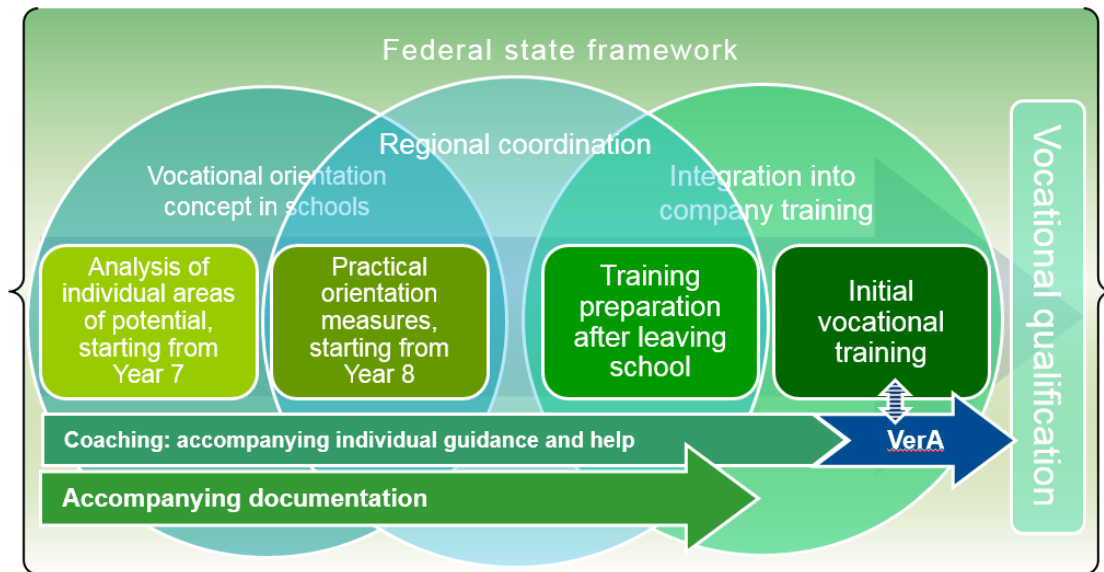 Federal state framework
Regional coordination
Vocational orientation
concept in schools
Integration into
company training
Analysis of
individual areas
of potential,
starting from
Year 7
Practical
orientation
measures,
starting from
Year 8
Training
preparation
after leaving
school
Initial
vocational
training
Coaching: accompanying individual guidance and help
VerA
Accompanying documentation
Vocational qualification